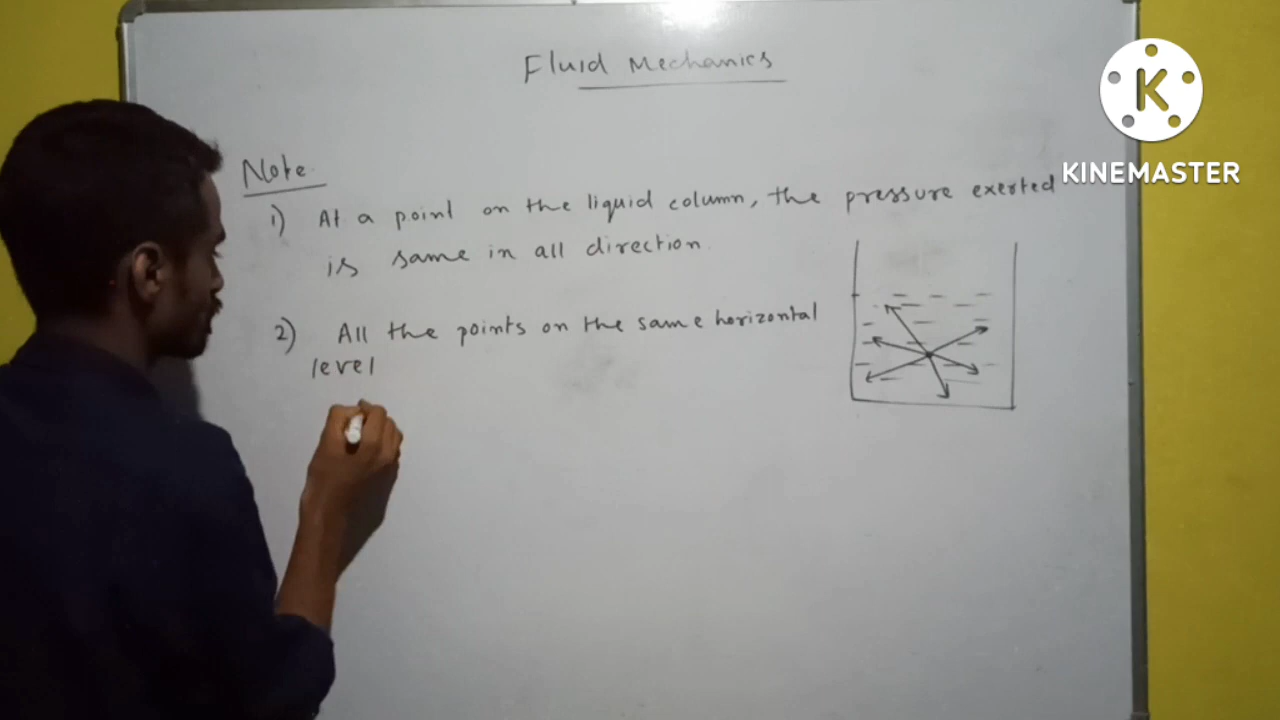 Fluid Mechanics
Note
1) At a point on the liquid column, the pressure exerted
is same in all direction.
2) All the points on the same horizontal
level
K
KINEMASTER